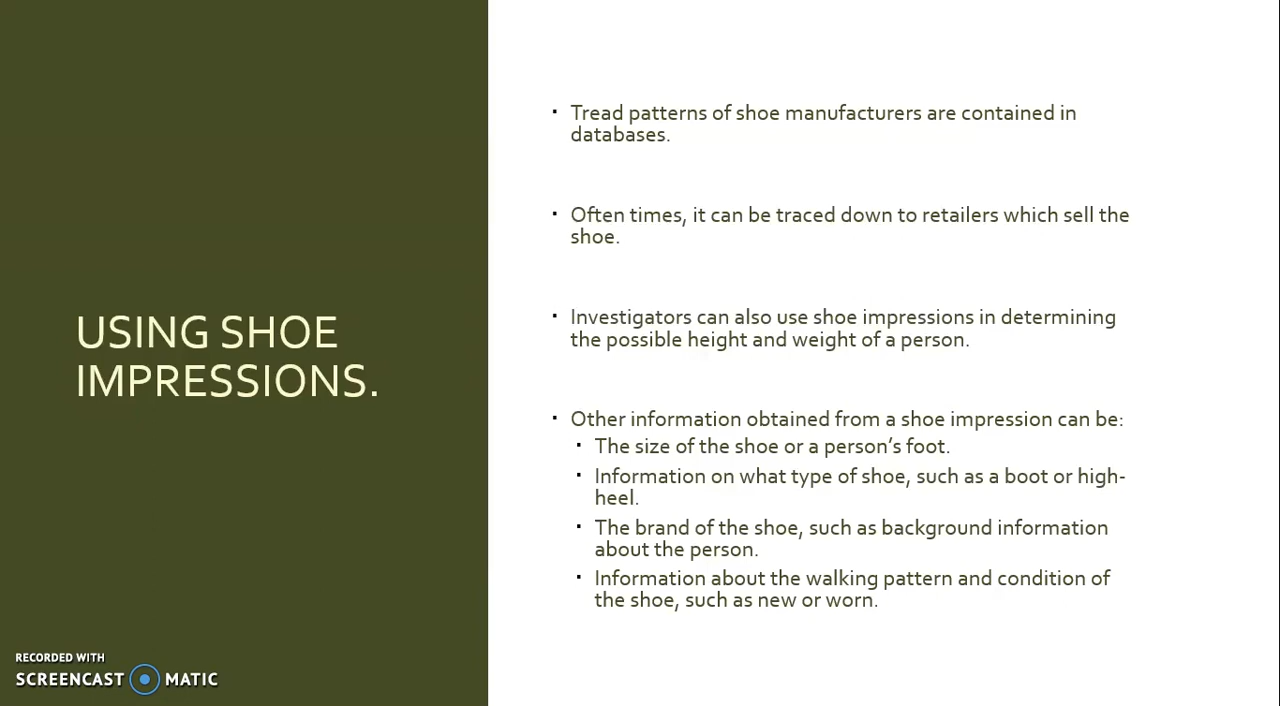 USING SHOE
IMPRESSIONS.
▪ Tread patterns of shoe manufacturers are contained in
databases.
▪ Often times, it can be traced down to retailers which sell the
shoe.
▪ Investigators can also use shoe impressions in determining
the possible height and weight of a person.
▪ Other information obtained from a shoe impression can be:
▪ The size of the shoe or a person’s foot.
▪ Information on what type of shoe, such as a boot or high-
heel.
▪ The brand of the shoe, such as background information
about the person.
▪ Information about the walking pattern and condition of
the shoe, such as new or worn.
RECORDED WITH
SCREENCAST MATIC